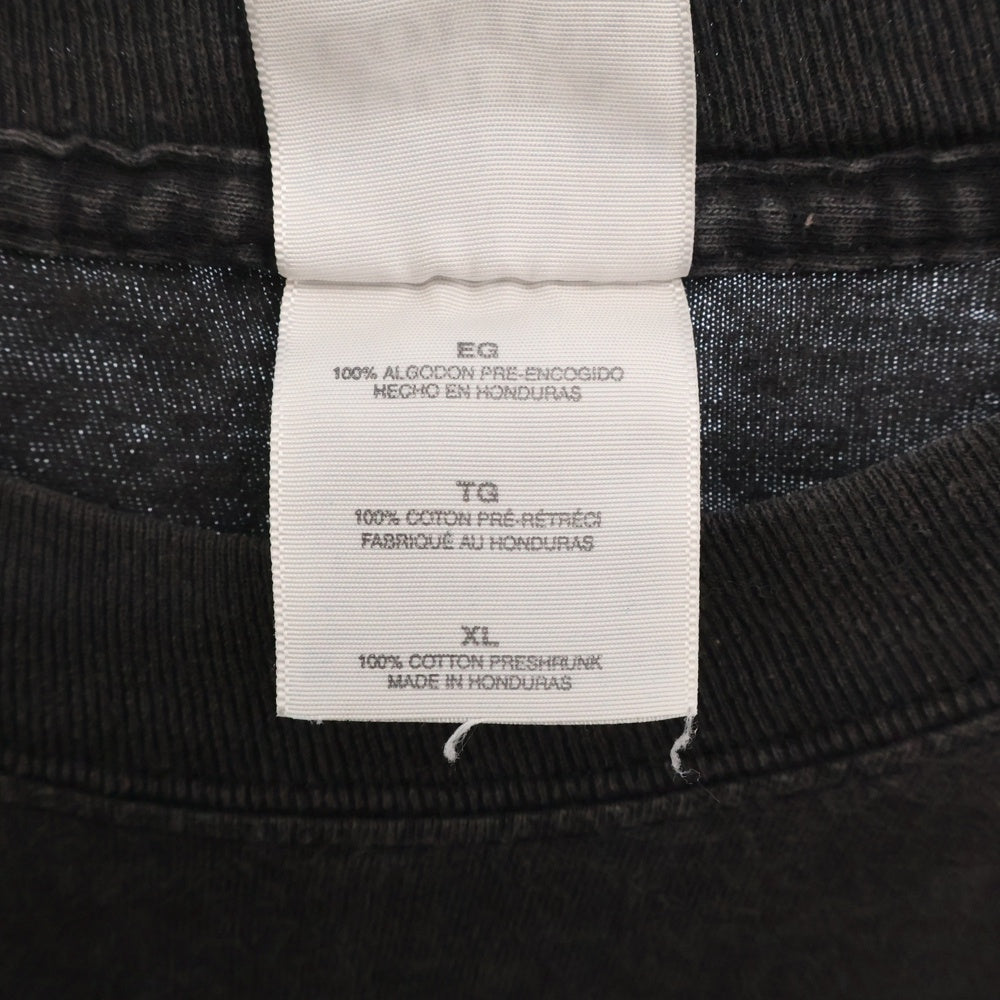 EG
100% ALGODON PRE-ENCOGIDO
HECHO EN HONDURAS
TG
100% COTON PRÉ-RÉTRÉCI
FABRIQUÉ AU HONDURAS
XL
100% COTTON PRESHRUNK
MADE IN HONDURAS